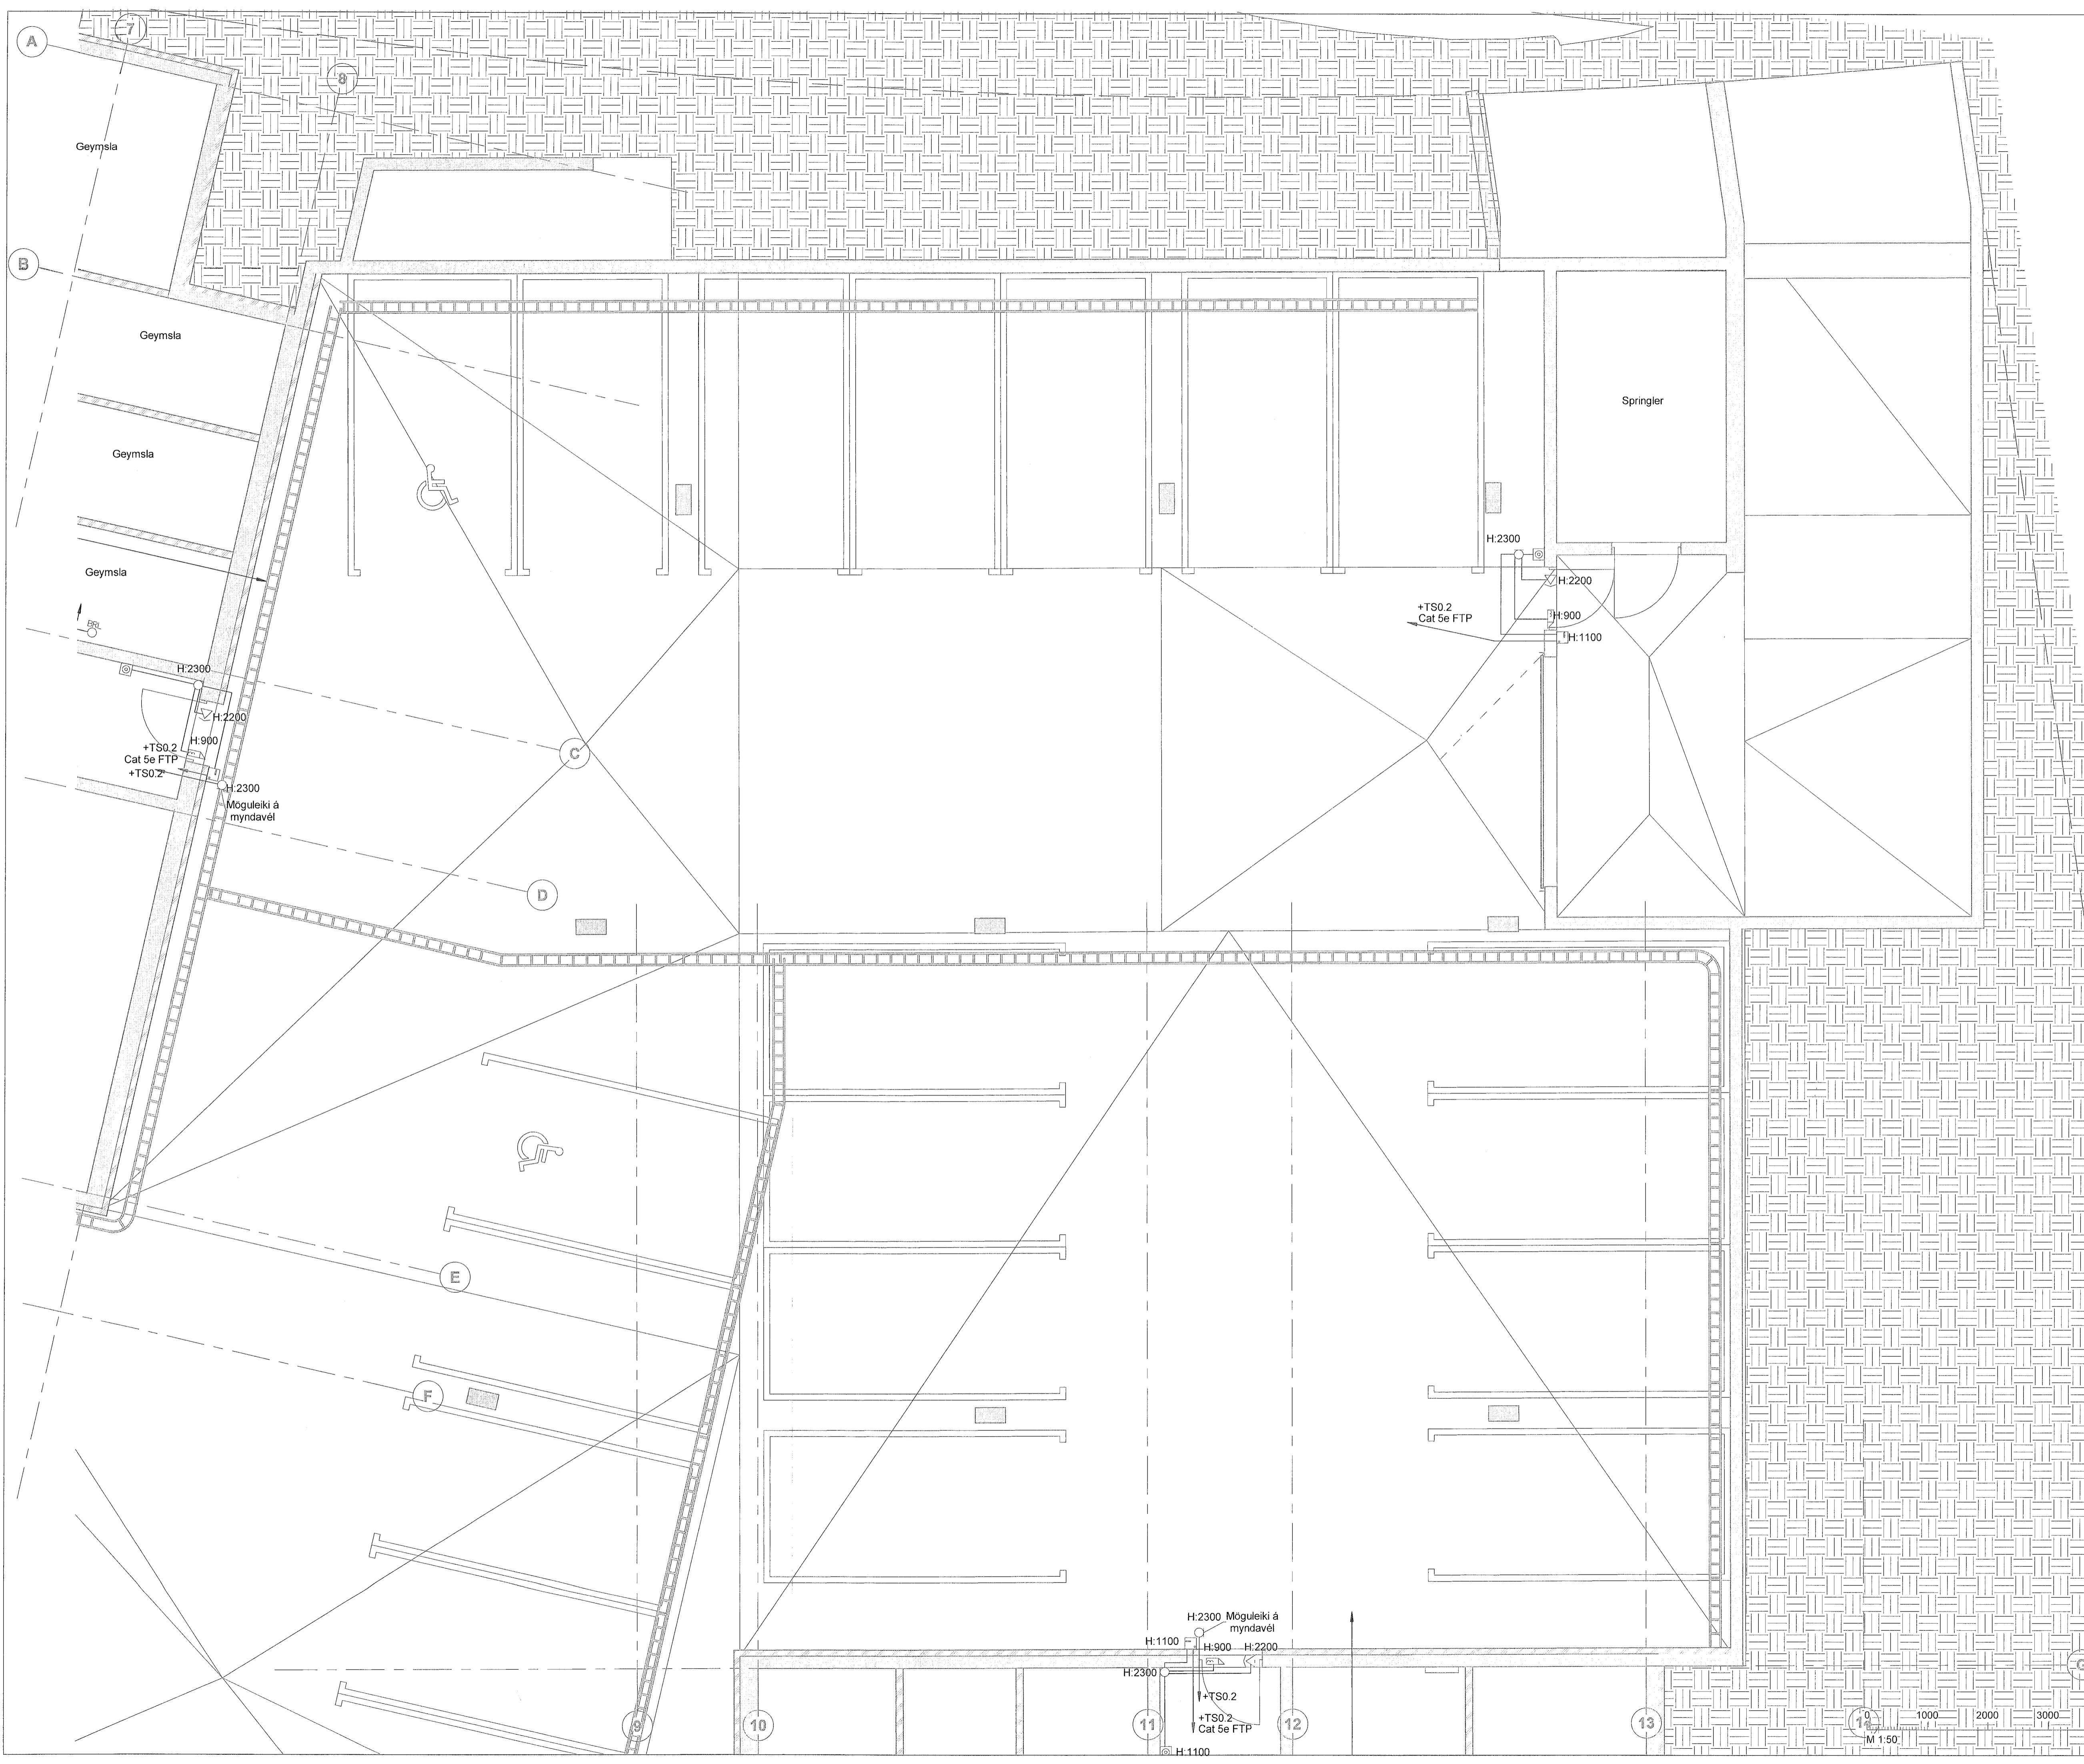 A
7
8
Geymsla
B
Geymsla
Springler
Geymsla
H:2300
Geymsla
H:2200
+TS0.2
Cat 5e FTP
H:900
BRL
H:1100
H:2300
H:2200
H:900
+TS0.2
Cat 5e FTP
+TS0.2
C
H:2300
Möguleiki á
myndavél
D
E
F
H:2300 Möguleiki á
myndavél
H:1100
H:900
H:2200
H:2300
+TS0.2
+TS0.2
Cat 5e FTP
H:1100
9
10
11
12
13
0 1000 2000 3000
M 1:50